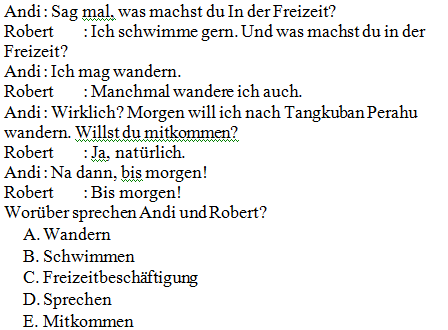 Andi : Sag mal, was machst du In der Freizeit?
Robert : Ich schwimme gern. Und was machst du in der
Freizeit?
Andi : Ich mag wandern.
Robert : Manchmal wandere ich auch.
Andi : Wirklich? Morgen will ich nach Tangkuban Perahu
wandern. Willst du mitkommen?
Robert : Ja, natürlich.
Andi : Na dann, bis morgen!
Robert : Bis morgen!
Worüber sprechen Andi und Robert?
A. Wandern
B. Schwimmen
C. Freizeitbeschäftigung
D. Sprechen
E. Mitkommen